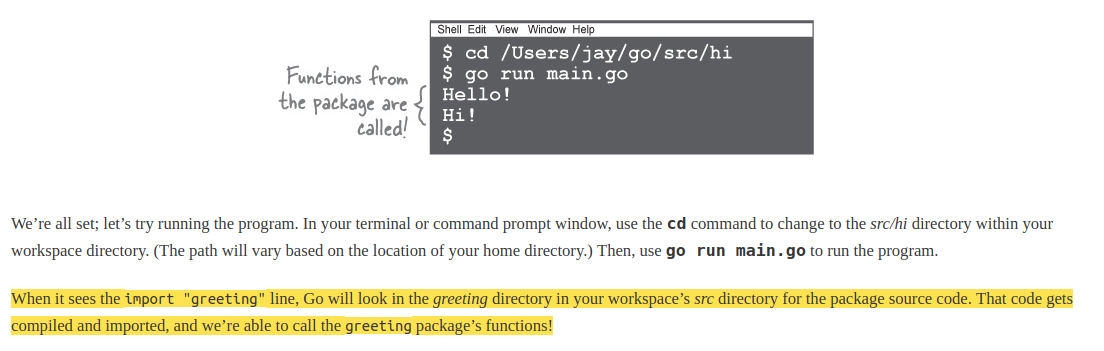 Shell Edit View Window Help
$ cd /Users/jay/go/src/hi
$ go run main.go
Hello!
Hi!
$
Functions from
the package are
called!
We’re all set; let’s try running the program. In your terminal or command prompt window, use the cd command to change to the src/hi directory within your
workspace directory. (The path will vary based on the location of your home directory.) Then, use go run main.go to run the program.
When it sees the import "greeting" line, Go will look in the greeting directory in your workspace’s src directory for the package source code. That code gets
compiled and imported, and we’re able to call the greeting package’s functions!